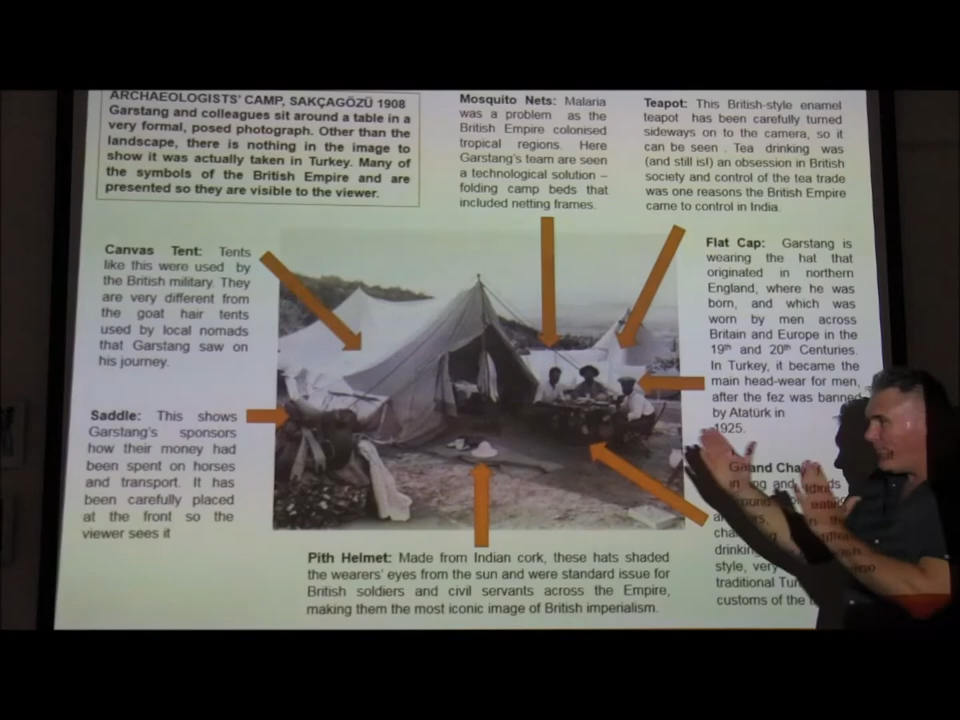 ARCHAEOLOGISTS' CAMP, SAKÇAGÖZÜ 1908
Garstang and colleagues sit around a table in a
very formal, posed photograph. Other than the
landscape, there is nothing in the image to
show it was actually taken in Turkey. Many of
the symbols of the British Empire and are
presented so they are visible to the viewer.
Mosquito Nets: Malaria
was a problem as the
British Empire colonised
tropical regions. Here
Garstang's team are seen
a technological solution –
folding camp beds that
included netting frames.
Teapot: This British-style enamel
teapot has been carefully turned
sideways on to the camera, so it
can be seen . Tea drinking was
(and still is!) an obsession in British
society and control of the tea trade
was one reasons the British Empire
came to control in India.
Canvas Tent: Tents
like this were used by
the British military. They
are very different from
the goat hair tents
used by local nomads
that Garstang saw on
his journey.
Flat Cap: Garstang is
wearing the hat that
originated in northern
England, where he was
born, and which was
worn by men across
Britain and Europe in the
19th and 20th Centuries.
In Turkey, it became the
main head-wear for men,
after the fez was banned
by Atatürk in
1925.
Saddle: This shows
Garstang's sponsors
how their money had
been spent on horses
and transport. It has
been carefully placed
at the front so the
viewer sees it
Pith Helmet: Made from Indian cork, these hats shaded
the wearers' eyes from the sun and were standard issue for
British soldiers and civil servants across the Empire,
making them the most iconic image of British imperialism.
and
drinking
style, very
traditional
customs of the